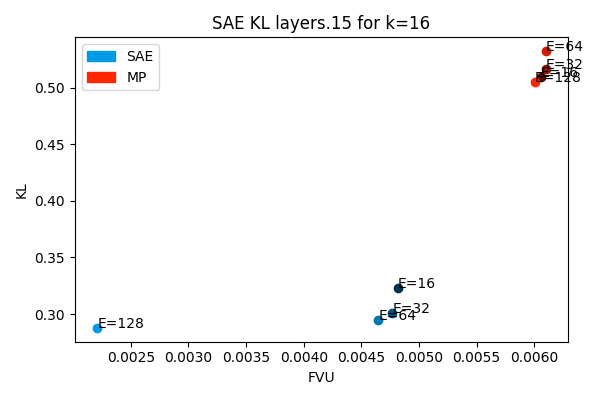 SAE KL layers.15 for k=16
SAE
MP
E=64
E=32
E=16
E=128
E=16
E=32
E=64
E=128
0.50
0.45
0.40
0.35
0.30
KL
0.0025 0.0030 0.0035 0.0040 0.0045 0.0050 0.0055 0.0060
FVU